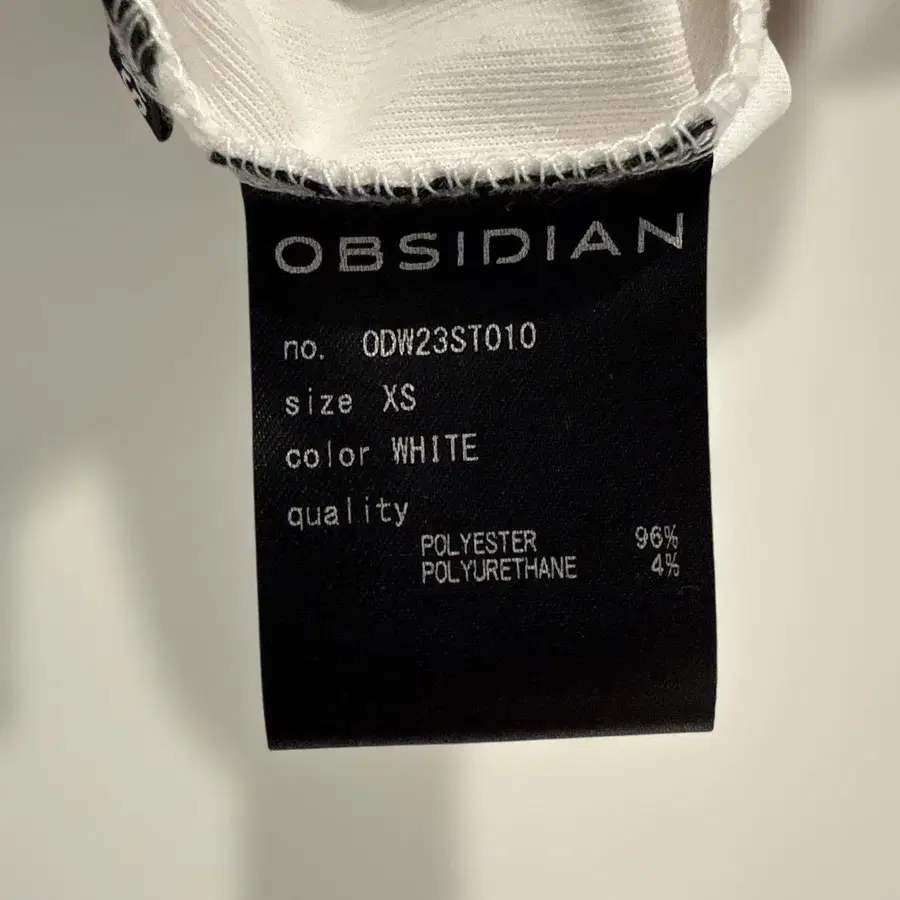 OBSIDIAN
no. ODW23ST010
size XS
color WHITE
quality
POLYESTER 96%
POLYURETHANE 4%